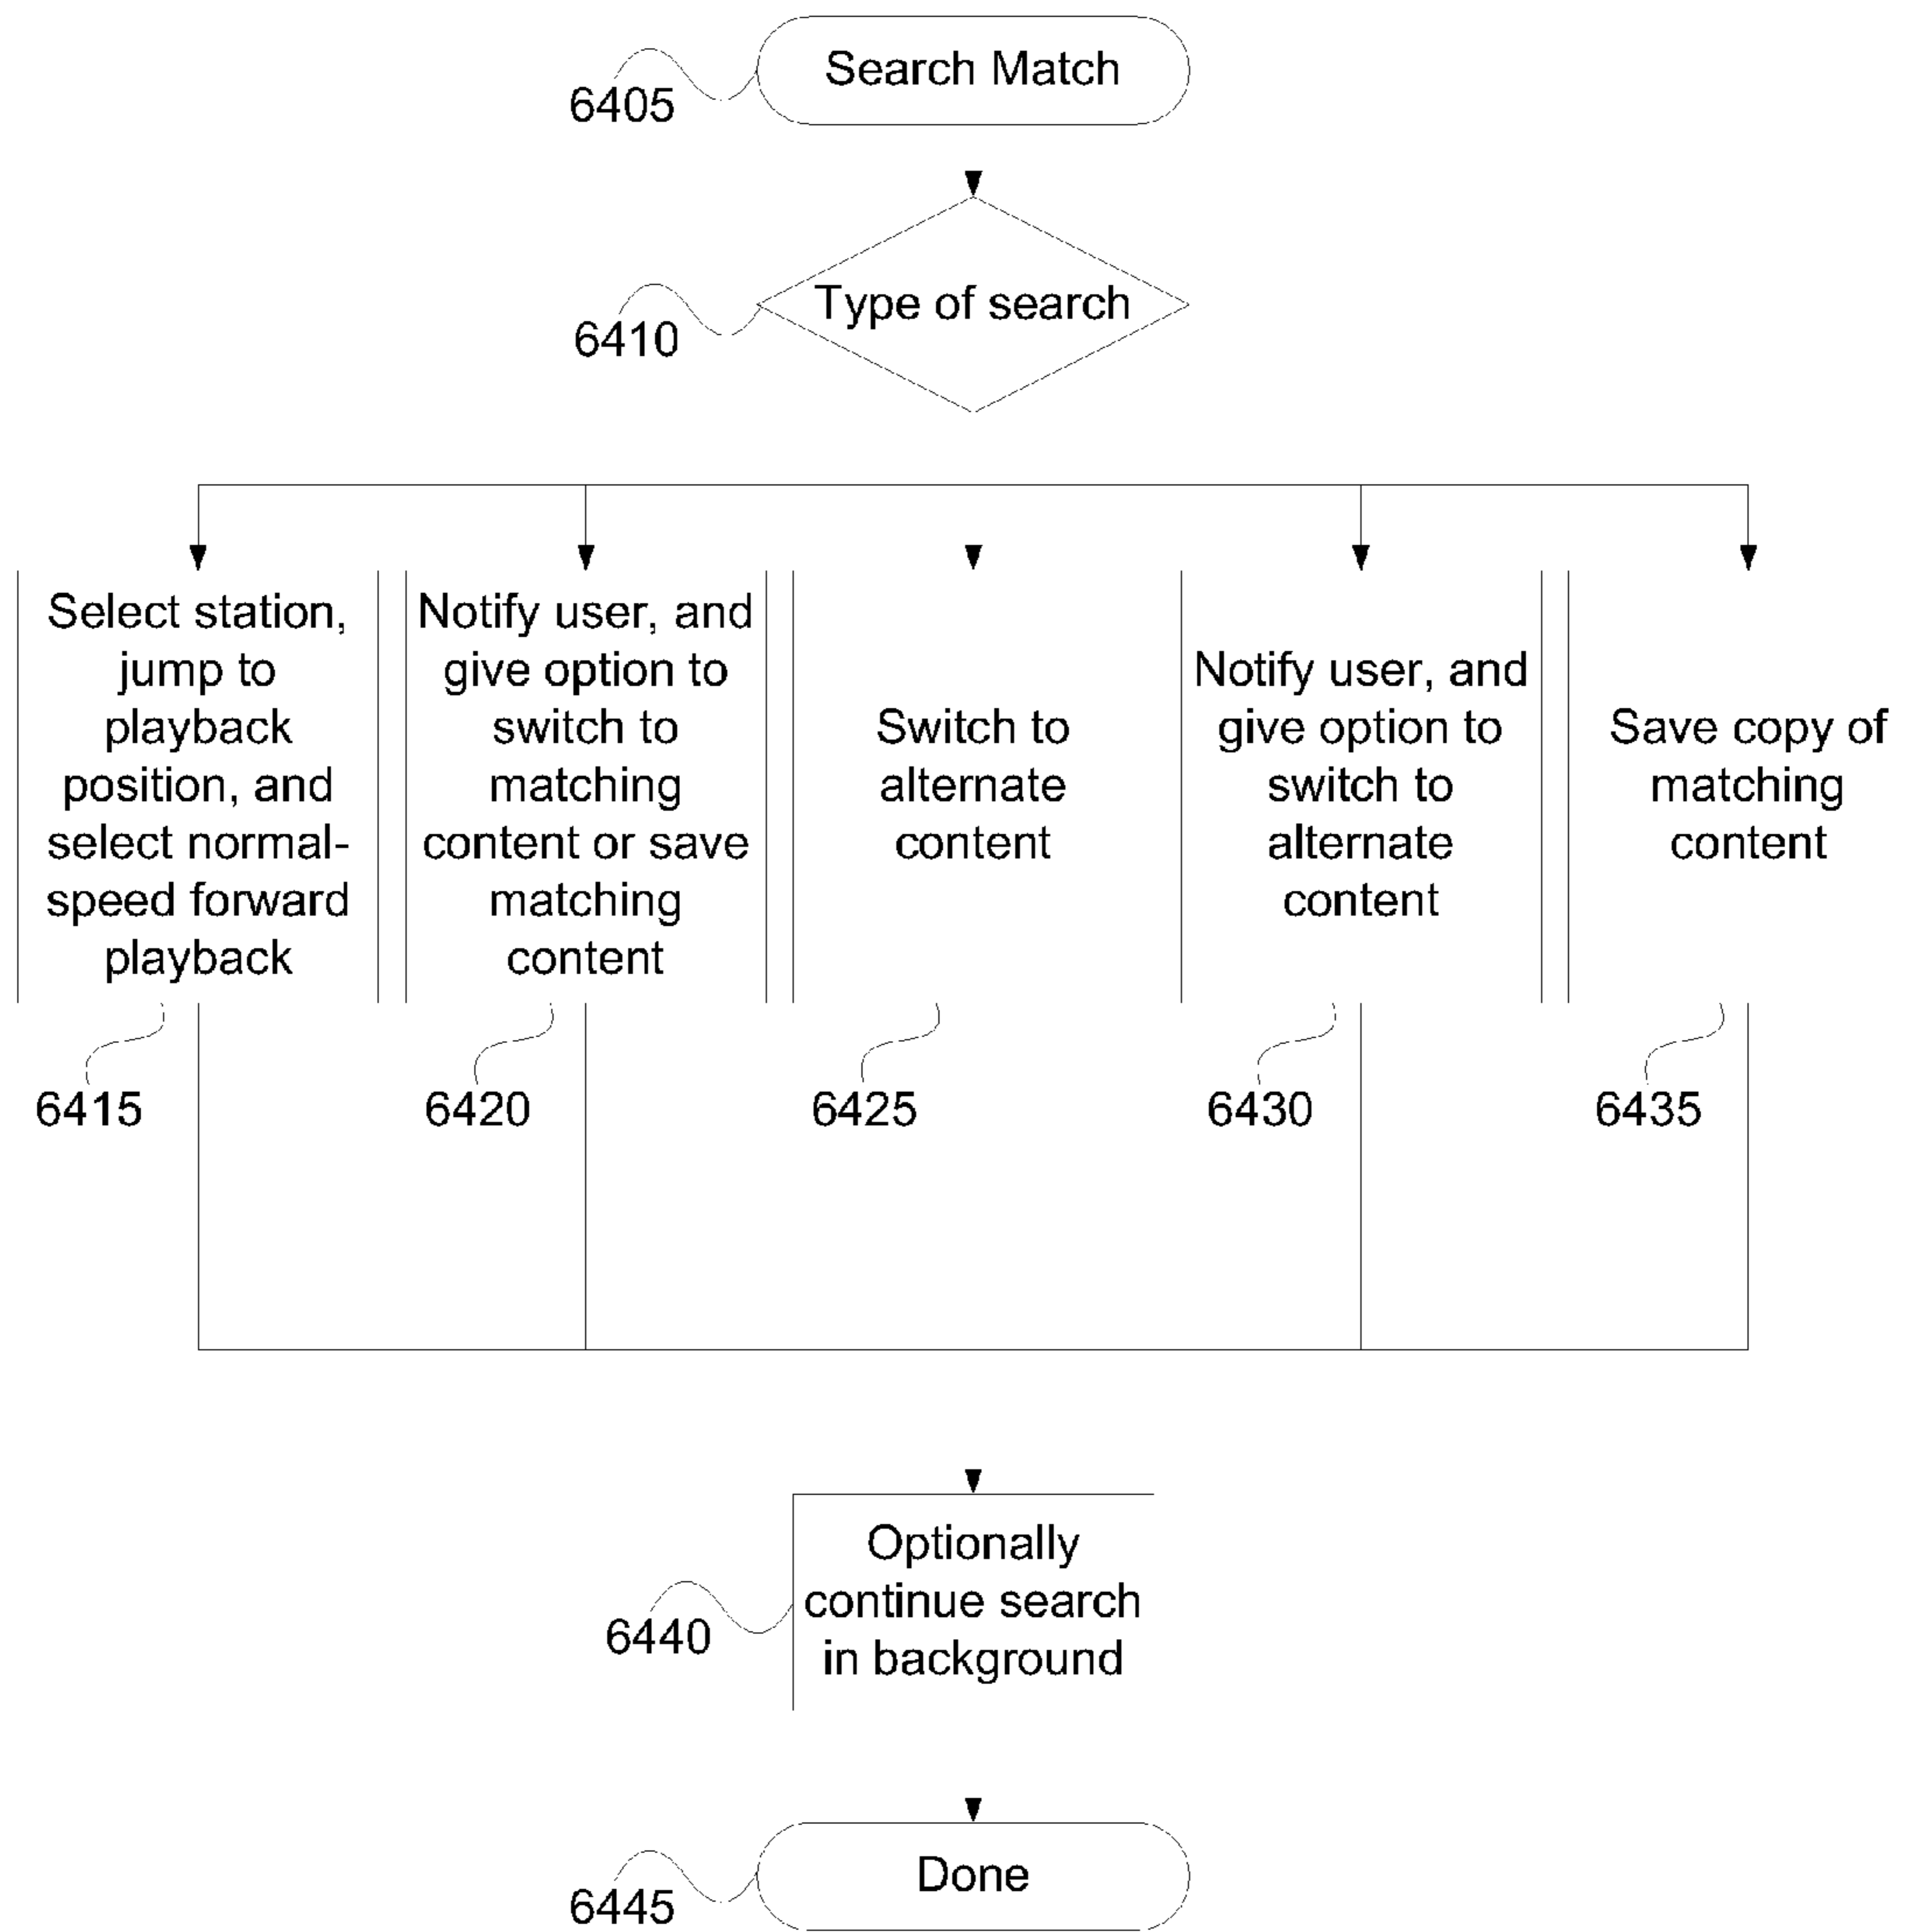 Search Match
6405
Type of search
6410
Select station,
jump to
playback
position, and
select normal-
speed forward
playback
6415
Notify user, and
give option to
switch to
matching
content or save
matching
content
6420
Switch to
alternate
content
6425
Notify user, and
give option to
switch to
alternate
content
6430
Save copy of
matching
content
6435
Optionally
continue search
in background
6440
Done
6445